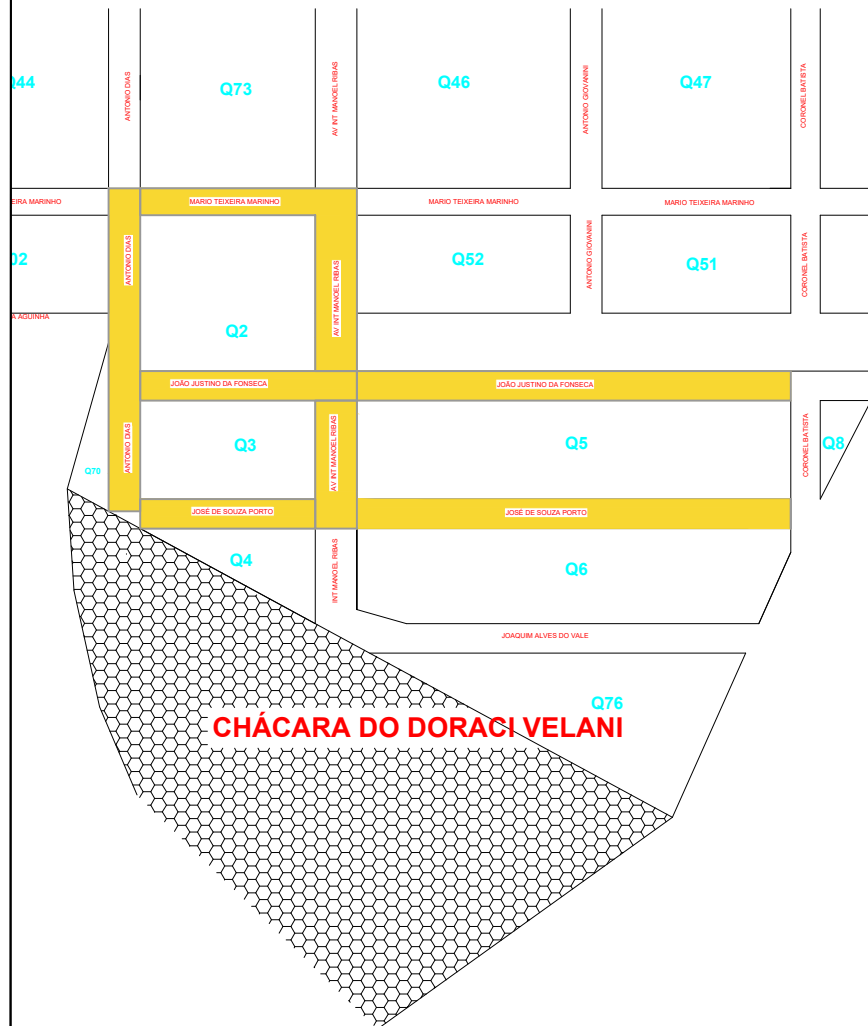 Q73
Q46
Q47
ANTONIO DIAS
AV INT MANOEL RIBAS
ANTONIO GIOVANINI
CORONEL BATISTA
EIRA MARINHO
MARIO TEIXEIRA MARINHO
MARIO TEIXEIRA MARINHO
MARIO TEIXEIRA MARINHO
ANTONIO DIAS
AV INT MANOEL RIBAS
Q52
ANTONIO GIOVANINI
Q51
CORONEL BATISTA
A AGUINHA
Q2
JOÃO JUSTINO DA FONSECA
JOÃO JUSTINO DA FONSECA
Q70
ANTONIO DIAS
Q3
AV INT MANOEL RIBAS
Q5
CORONEL BATISTA
Q8
JOSÉ DE SOUZA PORTO
JOSÉ DE SOUZA PORTO
Q4
INT MANOEL RIBAS
Q6
JOAQUIM ALVES DO VALE
Q76
CHÁCARA DO DORACI VELANI